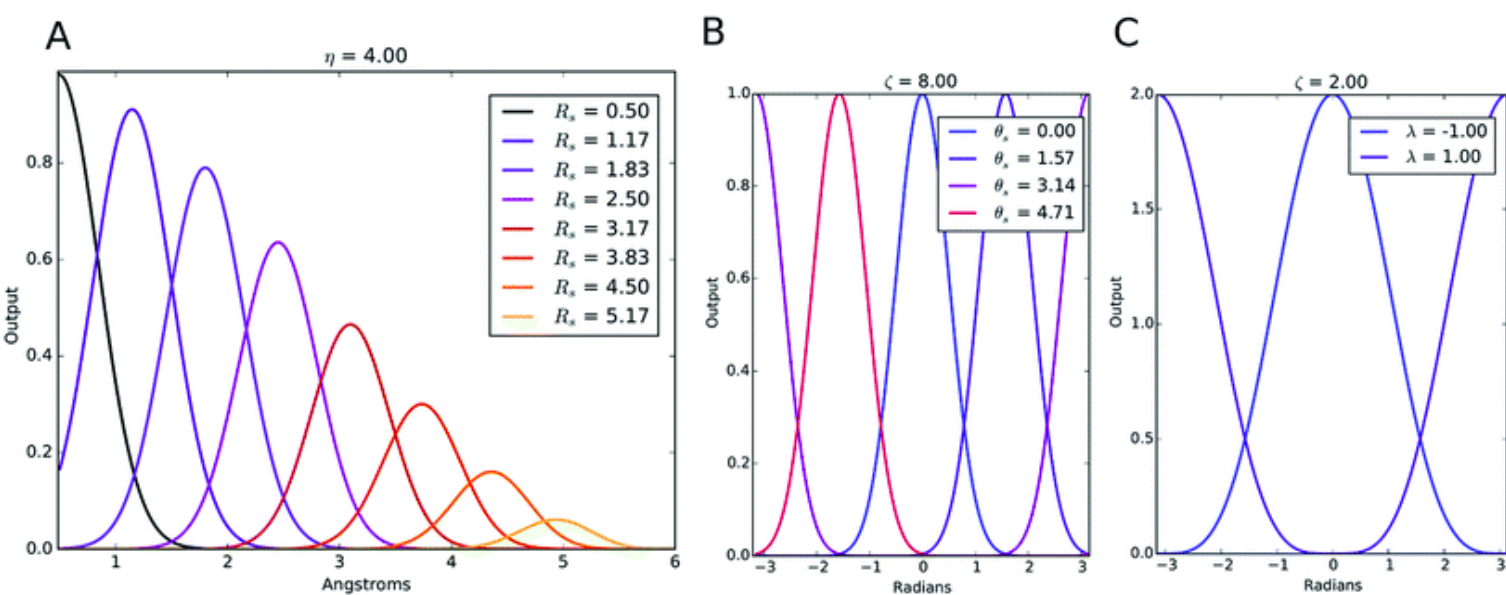 A
η = 4.00
R_s = 0.50
R_s = 1.17
R_s = 1.83
R_s = 2.50
R_s = 3.17
R_s = 3.83
R_s = 4.50
R_s = 5.17
0.8
0.6
0.4
0.2
0.0
Output
1 2 3 4 5 6
Angstroms
B
ζ = 8.00
θ_s = 0.00
θ_s = 1.57
θ_s = 3.14
θ_s = 4.71
1.0
0.8
0.6
0.4
0.2
0.0
Output
−3 −2 −1 0 1 2 3
Radians
C
ζ = 2.00
λ = -1.00
λ = 1.00
2.0
1.5
1.0
0.5
0.0
Output
−3 −2 −1 0 1 2 3
Radians